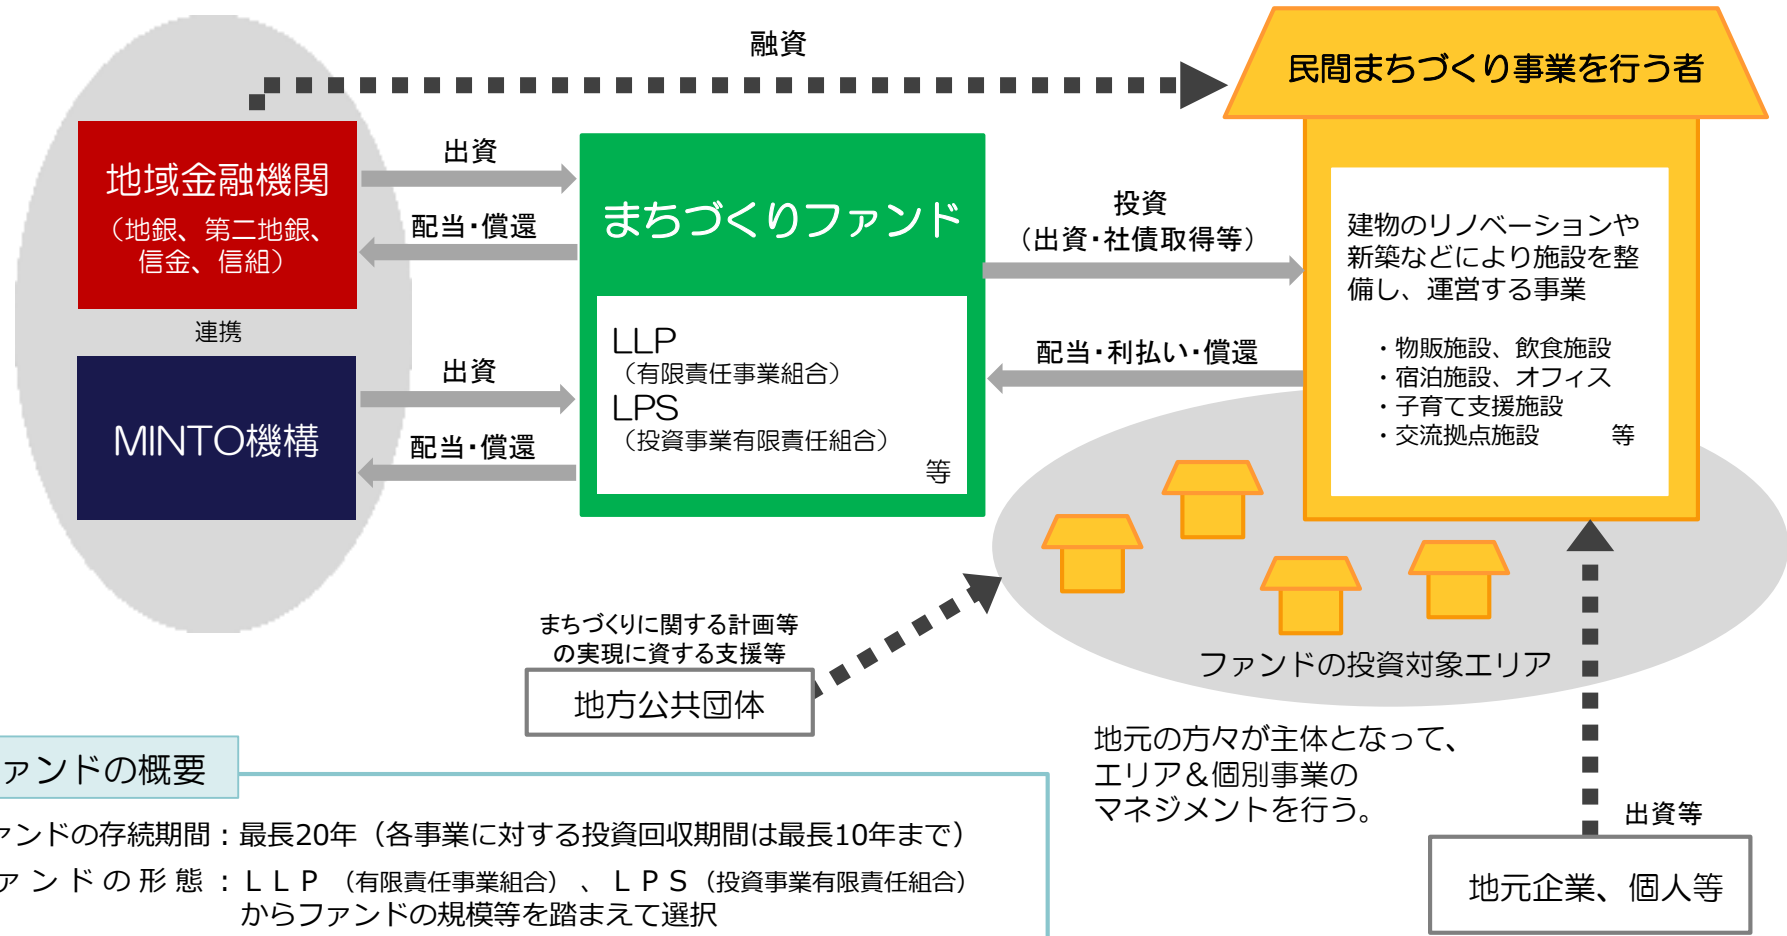 融資
民間まちづくり事業を行う者
地域金融機関
（地銀、第二地銀、
信金、信組）
連携
MINTO機構
出資
配当・償還
出資
配当・償還
まちづくりファンド
LLP
（有限責任事業組合）
LPS
（投資事業有限責任組合）
等
投資
（出資・社債取得等）
配当・利払い・償還
建物のリノベーションや
新築などにより施設を整
備し、運営する事業
・物販施設、飲食施設
・宿泊施設、オフィス
・子育て支援施設
・交流拠点施設　　等
ファンドの投資対象エリア
まちづくりに関する計画等
の実現に資する支援等
地方公共団体
地元の方々が主体となって、
エリア＆個別事業の
マネジメントを行う。
出資等
地元企業、個人等
ァンドの概要
ァンドの存続期間：最長20年（各事業に対する投資回収期間は最長10年まで）
ァンドの形態：ＬＬＰ（有限責任事業組合）、ＬＰＳ（投資事業有限責任組合）
からファンドの規模等を踏まえて選択